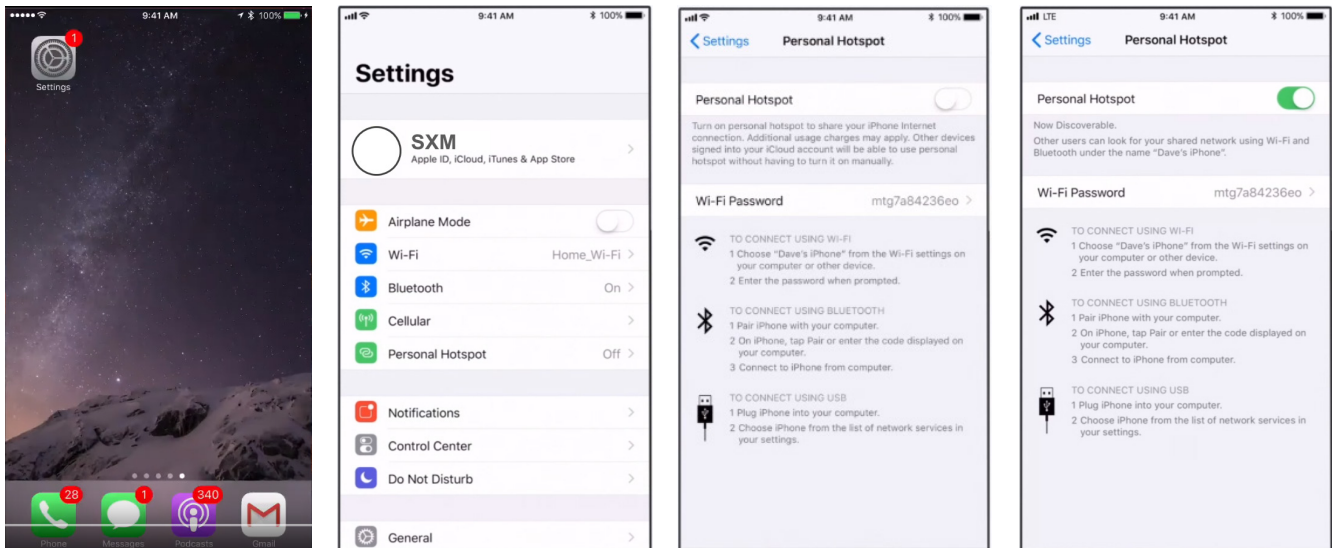 9:41 AM
100%
1
Settings
28
1
340
Phone
Messages
Podcasts
Gmail
9:41 AM
100%
Settings
SXM
Apple ID, iCloud, iTunes & App Store
Airplane Mode
Wi-Fi Home_Wi-Fi
Bluetooth On
Cellular
Personal Hotspot Off
Notifications
Control Center
Do Not Disturb
General
9:41 AM
100%
Settings Personal Hotspot
Personal Hotspot
Turn on personal hotspot to share your iPhone Internet
connection. Additional usage charges may apply. Other devices
signed into your iCloud account will be able to use personal
hotspot without having to turn it on manually.
Wi-Fi Password mtg7a84236eo
TO CONNECT USING WI-FI
1 Choose "Dave's iPhone" from the Wi-Fi settings on
your computer or other device.
2 Enter the password when prompted.
TO CONNECT USING BLUETOOTH
1 Pair iPhone with your computer.
2 On iPhone, tap Pair or enter the code displayed on
your computer.
3 Connect to iPhone from computer.
TO CONNECT USING USB
1 Plug iPhone into your computer.
2 Choose iPhone from the list of network services in
your settings.
LTE
9:41 AM
100%
Settings Personal Hotspot
Personal Hotspot
Now Discoverable.
Other users can look for your shared network using Wi-Fi and
Bluetooth under the name "Dave's iPhone".
Wi-Fi Password mtg7a84236eo
TO CONNECT USING WI-FI
1 Choose "Dave's iPhone" from the Wi-Fi settings on
your computer or other device.
2 Enter the password when prompted.
TO CONNECT USING BLUETOOTH
1 Pair iPhone with your computer.
2 On iPhone, tap Pair or enter the code displayed on
your computer.
3 Connect to iPhone from computer.
TO CONNECT USING USB
1 Plug iPhone into your computer.
2 Choose iPhone from the list of network services in
your settings.